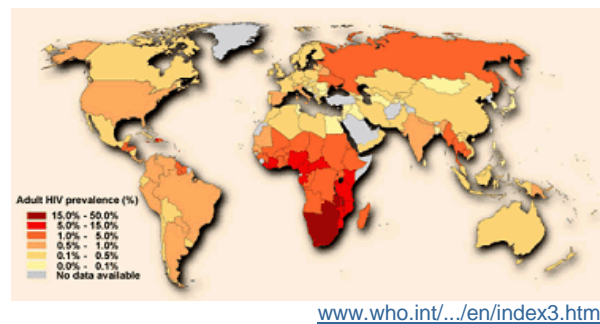 Adult HIV prevalence (%)
15.0% - 50.0%
5.0% - 15.0%
1.0% - 5.0%
0.5% - 1.0%
0.1% - 0.5%
0.0% - 0.1%
No data available
www.who.int/.../en/index3.htm